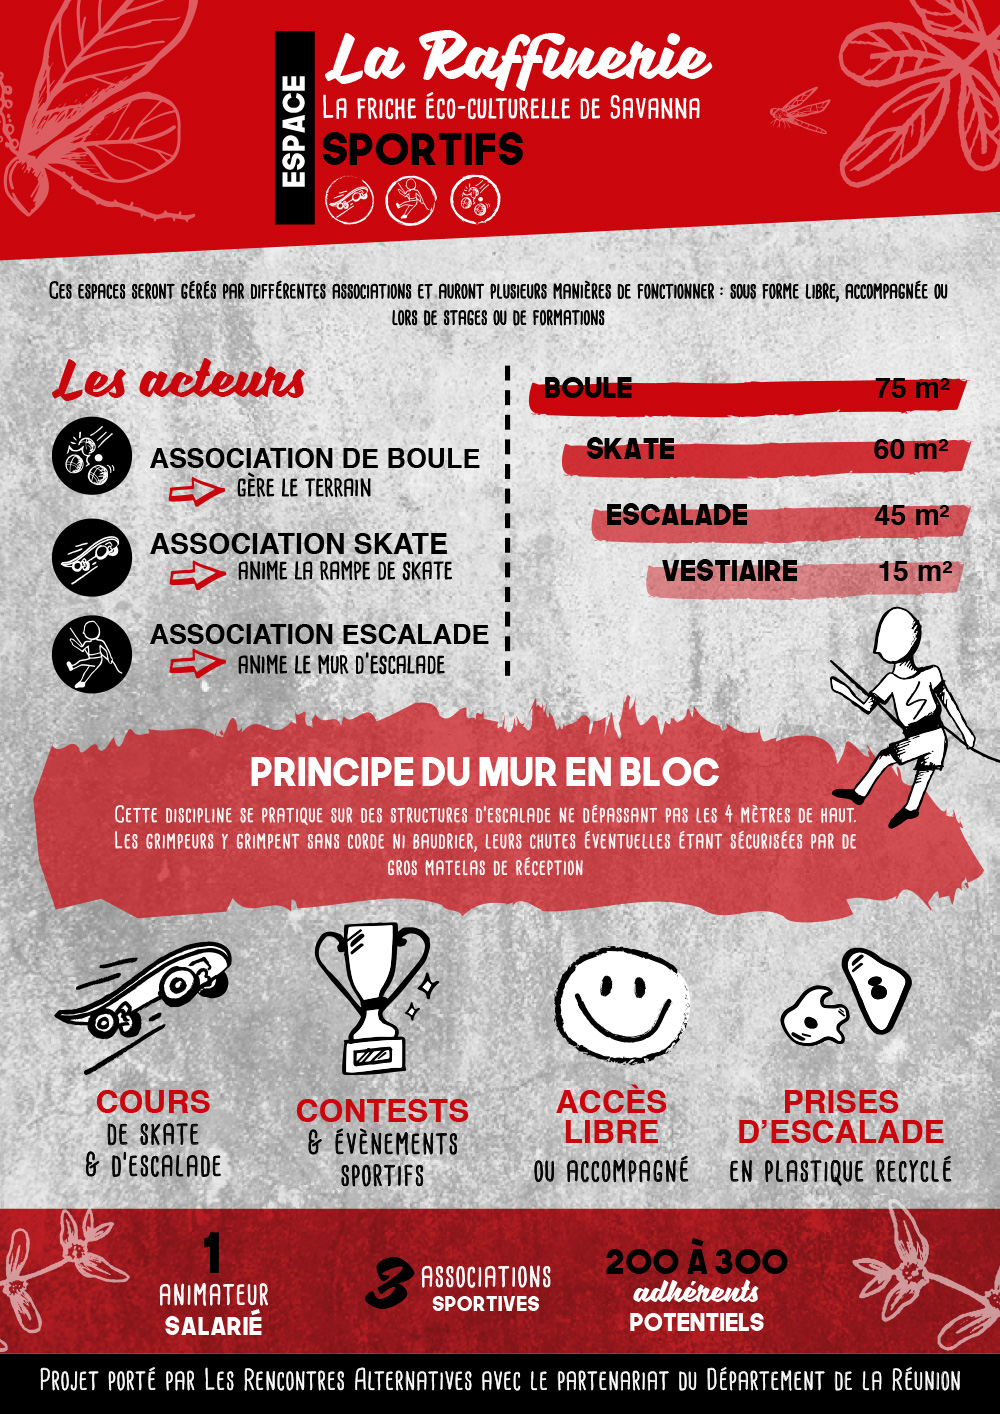 La Raffinerie
La friche éco-culturelle de Savanna
ESPACE
SPORTIFS
Ces espaces seront gérés par différentes associations et auront plusieurs manières de fonctionner : sous forme libre, accompagnée ou
lors de stages ou de formations
Les acteurs
ASSOCIATION DE BOULE
GÈRE LE TERRAIN
ASSOCIATION SKATE
ANIME LA RAMPE DE SKATE
ASSOCIATION ESCALADE
ANIME LE MUR D'ESCALADE
BOULE 75 m²
SKATE 60 m²
ESCALADE 45 m²
VESTIAIRE 15 m²
PRINCIPE DU MUR EN BLOC
Cette discipline se pratique sur des structures d'escalade ne dépassant pas les 4 mètres de haut.
Les grimpeurs y grimpent sans corde ni baudrier, leurs chutes éventuelles étant sécurisées par de
gros matelas de réception
COURS
DE SKATE
& D'ESCALADE
CONTESTS
& ÉVÈNEMENTS
SPORTIFS
ACCÈS
LIBRE
OU ACCOMPAGNÉ
PRISES
D'ESCALADE
EN PLASTIQUE RECYCLÉ
1
ANIMATEUR
SALARIÉ
3 ASSOCIATIONS
SPORTIVES
200 À 300
adhérents
POTENTIELS
Projet porté par Les Rencontres Alternatives avec le partenariat du Département de la Réunion